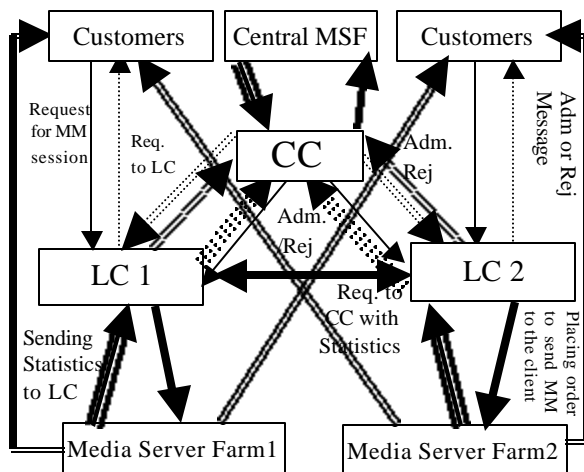 Customers
Central MSF
Customers
Request
for MM
session
Req.
to LC
CC
Adm.
Rej
Adm or Rej
Message
Adm.
/Rej
LC 1
LC 2
Req. to
CC with
Statistics
Sending
Statistics
to LC
Placing order
to send MM
to the client
Media Server Farm1
Media Server Farm2